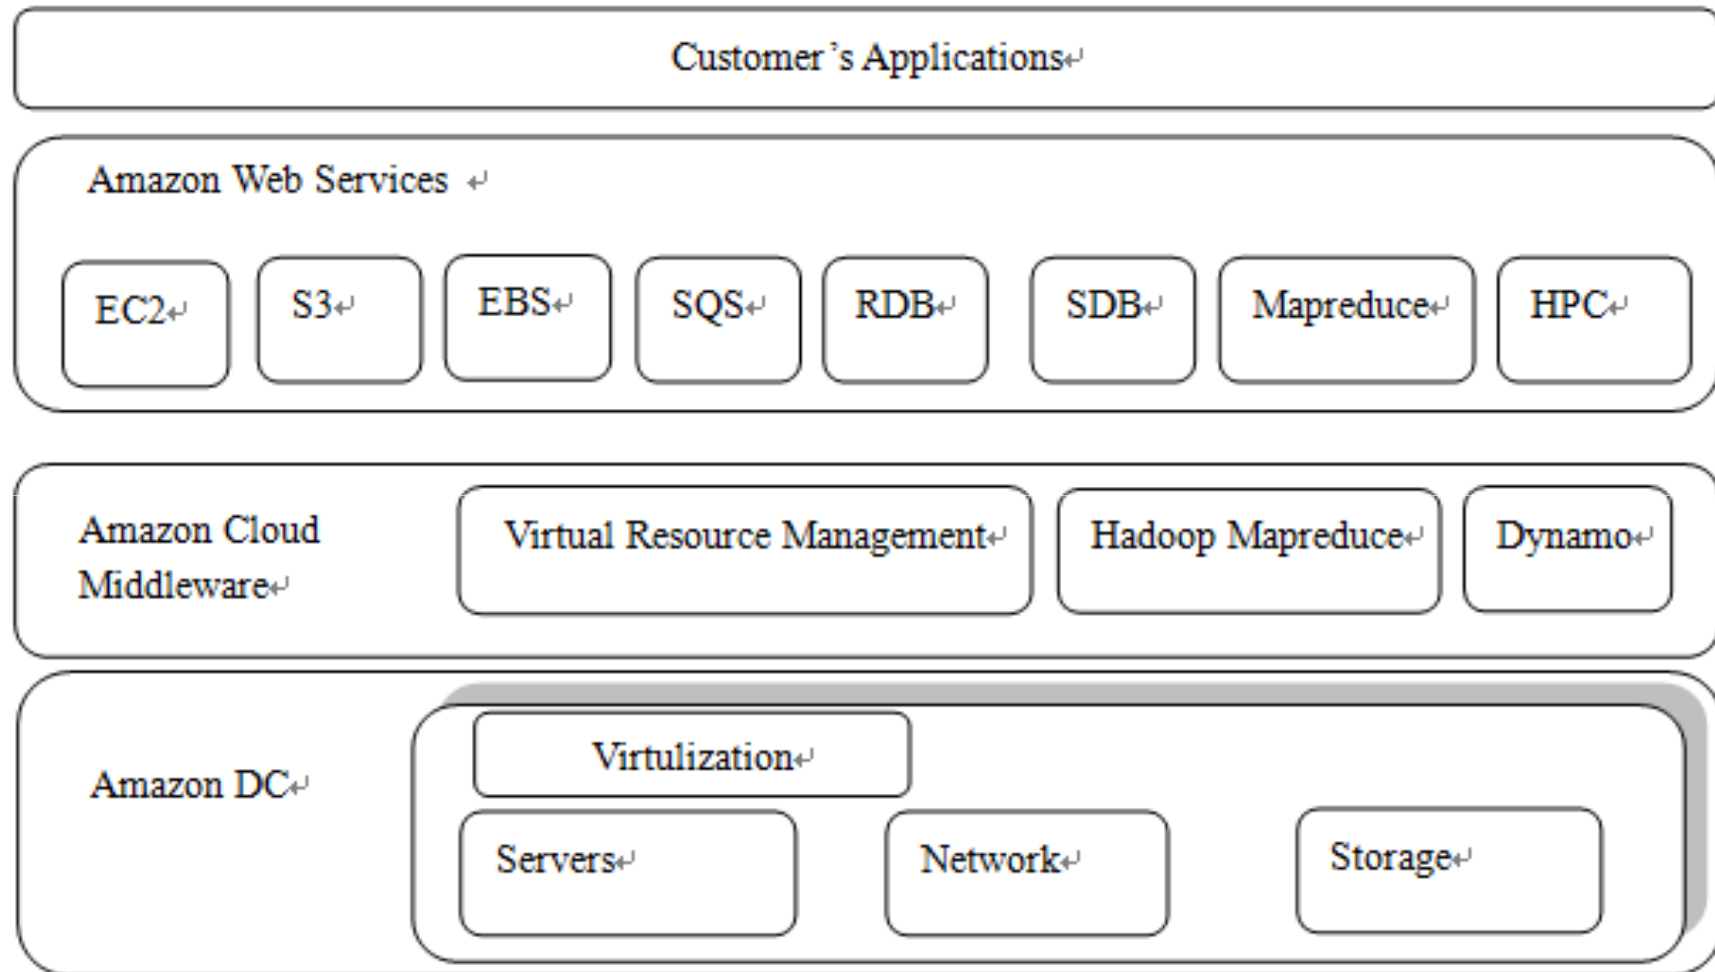 Customer’s Applications↵
Amazon Web Services ↵
EC2↵
S3↵
EBS↵
SQS↵
RDB↵
SDB↵
Mapreduce↵
HPC↵
Amazon Cloud
Middleware↵
Virtual Resource Management↵
Hadoop Mapreduce↵
Dynamo↵
Amazon DC↵
Virtulization↵
Servers↵
Network↵
Storage↵